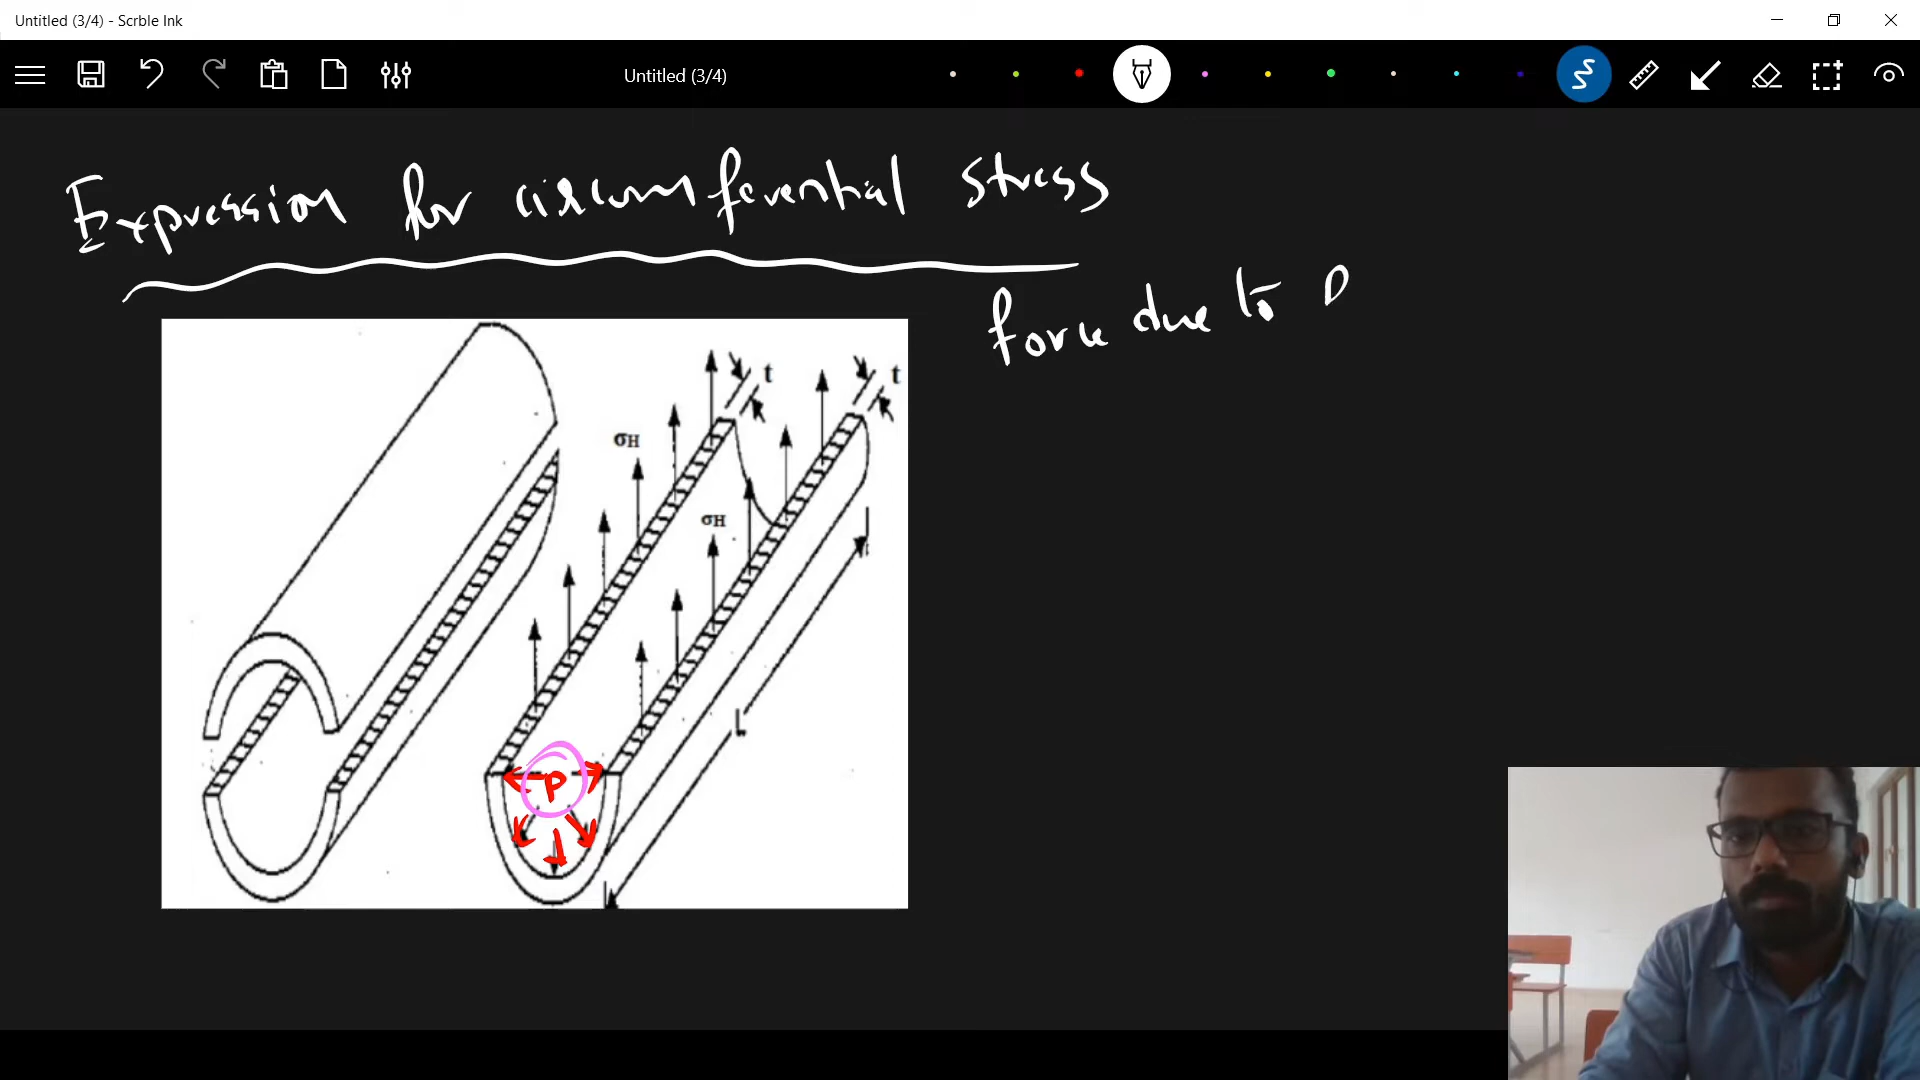 Untitled (3/4) - Scrble Ink
Untitled (3/4)
Expression for circumferential stress
force due to
t
t
σH
σH
L
p